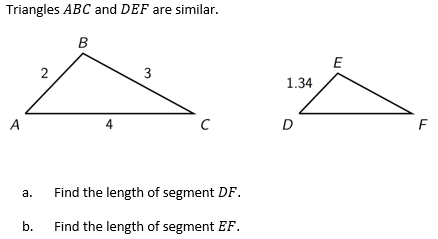 Triangles ABC and DEF are similar.
B
2 3
E
1.34
A 4 C D F
a. Find the length of segment DF.
b. Find the length of segment EF.